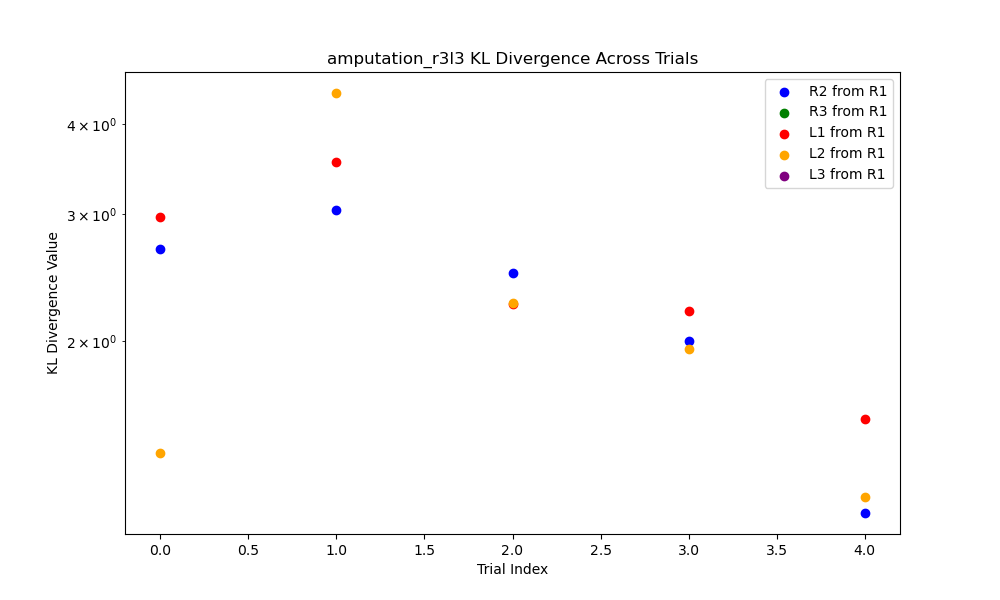 amputation_r3l3 KL Divergence Across Trials
R2 from R1
R3 from R1
L1 from R1
L2 from R1
L3 from R1
4 × 10⁰
3 × 10⁰
2 × 10⁰
KL Divergence Value
0.0 0.5 1.0 1.5 2.0 2.5 3.0 3.5 4.0
Trial Index